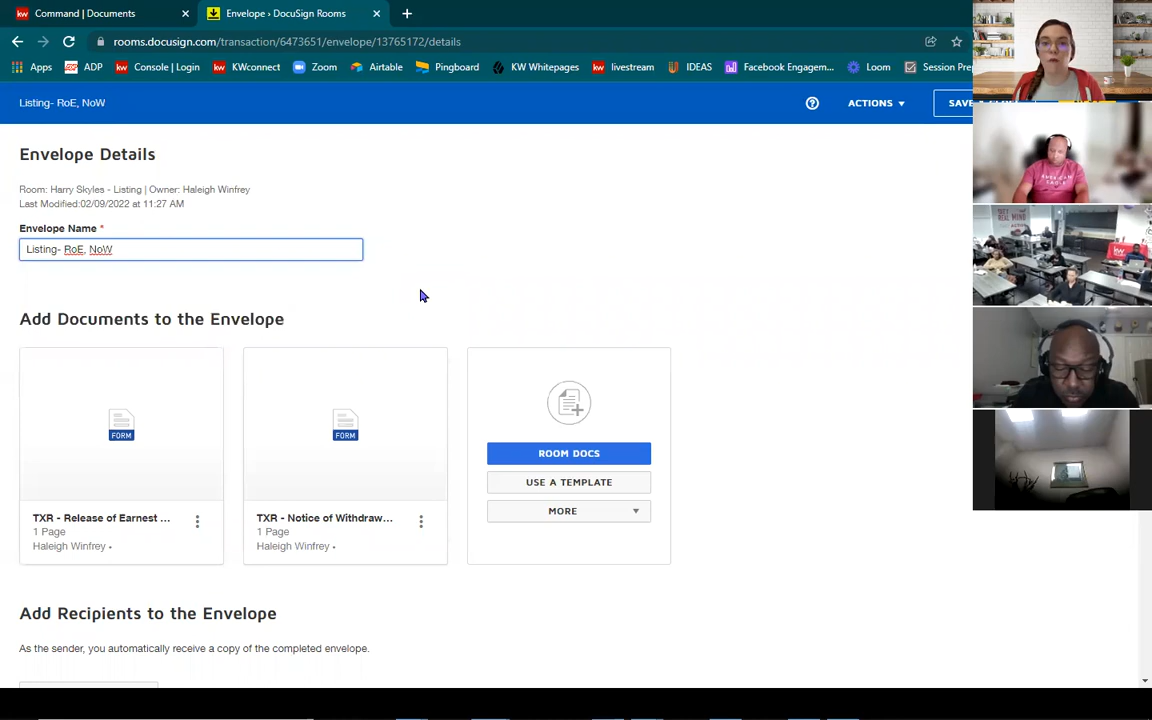 Command | Documents
Envelope › DocuSign Rooms
rooms.docusign.com/transaction/6473651/envelope/13765172/details
Apps
ADP
Console | Login
KWconnect
Zoom
Airtable
Pingboard
KW Whitepages
livestream
IDEAS
Facebook Engagem...
Loom
Session Pre
Listing- RoE, NoW
ACTIONS
SAVE
Envelope Details
Room: Harry Skyles - Listing | Owner: Haleigh Winfrey
Last Modified:02/09/2022 at 11:27 AM
Envelope Name *
Listing- RoE, NoW
Add Documents to the Envelope
FORM
FORM
ROOM DOCS
USE A TEMPLATE
MORE
TXR - Release of Earnest ...
1 Page
Haleigh Winfrey •
TXR - Notice of Withdraw...
1 Page
Haleigh Winfrey •
Add Recipients to the Envelope
As the sender, you automatically receive a copy of the completed envelope.